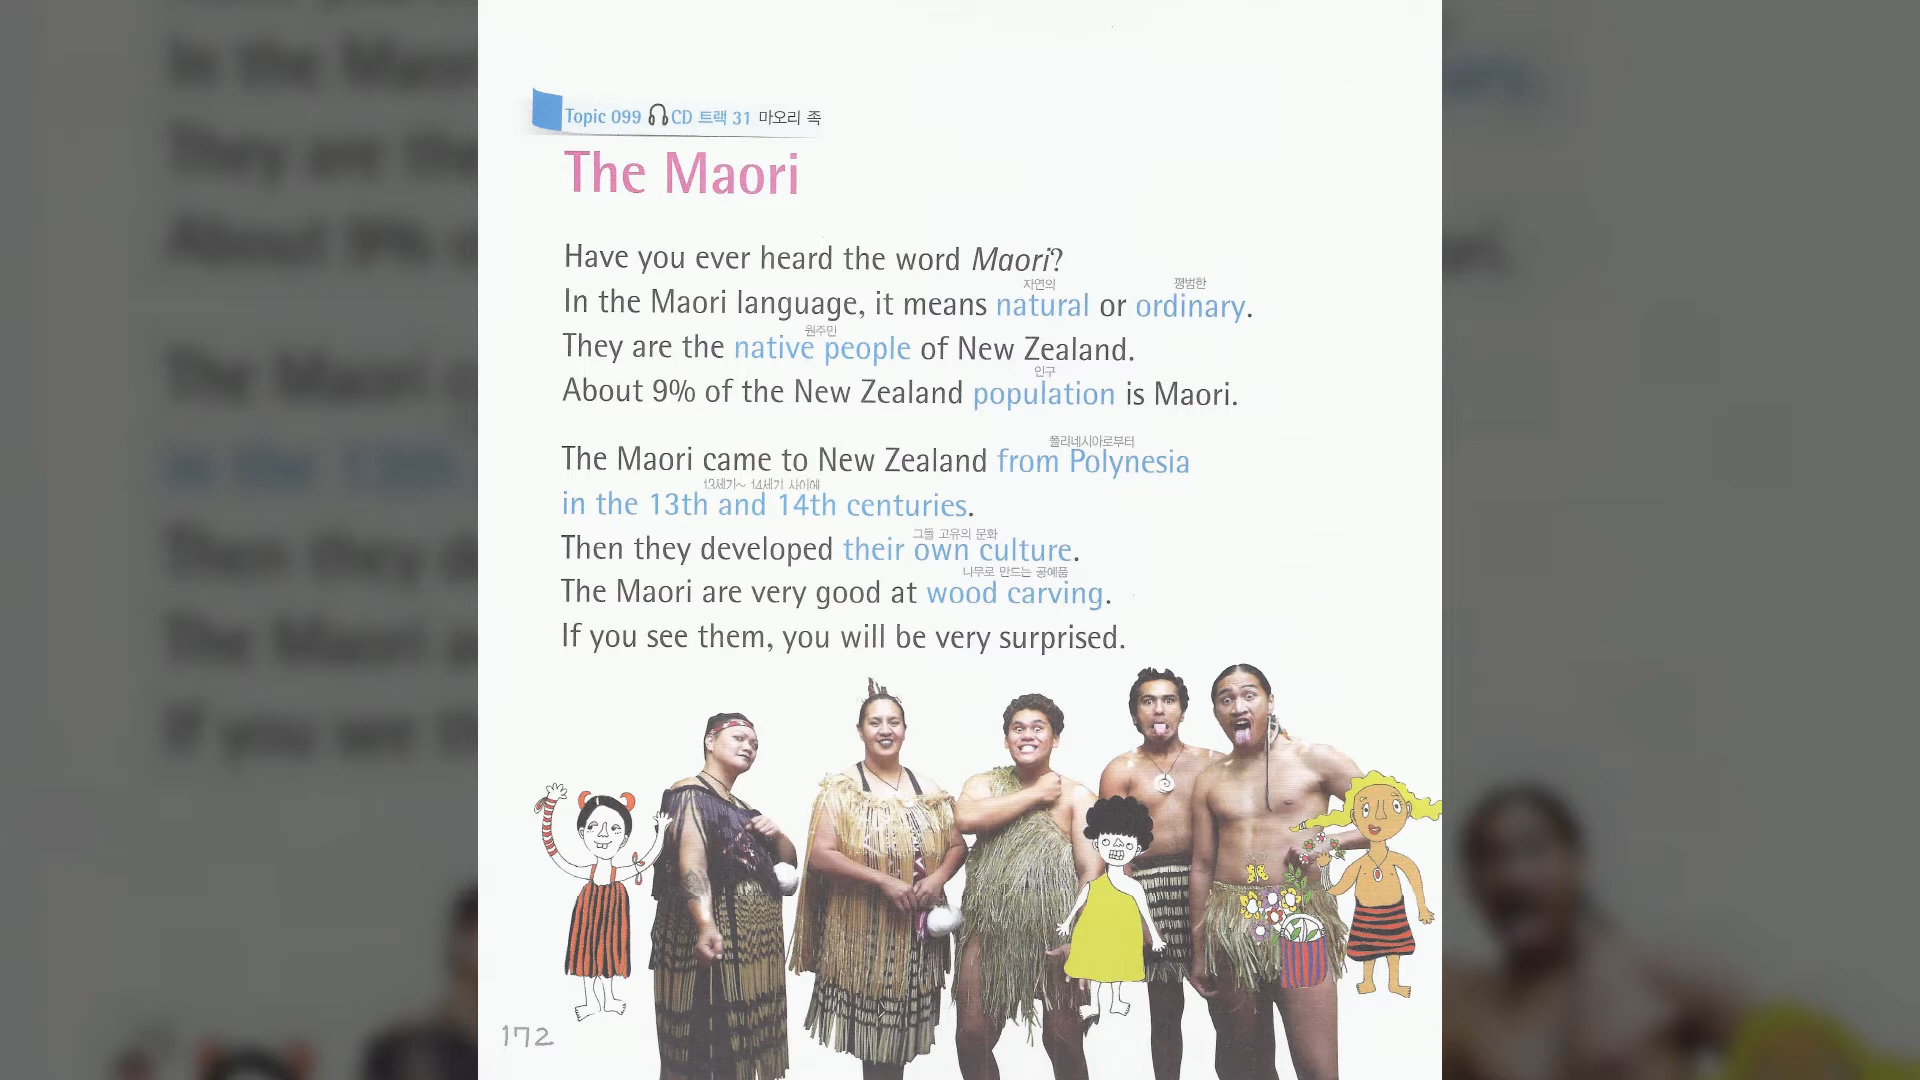 Topic 099 CD 트랙 31 마오리 족
The Maori
Have you ever heard the word Maori?
자연의 평범한
In the Maori language, it means natural or ordinary.
원주민
They are the native people of New Zealand.
인구
About 9% of the New Zealand population is Maori.
폴리네시아로부터
The Maori came to New Zealand from Polynesia
13세기~ 14세기 사이에
in the 13th and 14th centuries.
그들 고유의 문화
Then they developed their own culture.
나무로 만드는 공예품
The Maori are very good at wood carving.
If you see them, you will be very surprised.
172